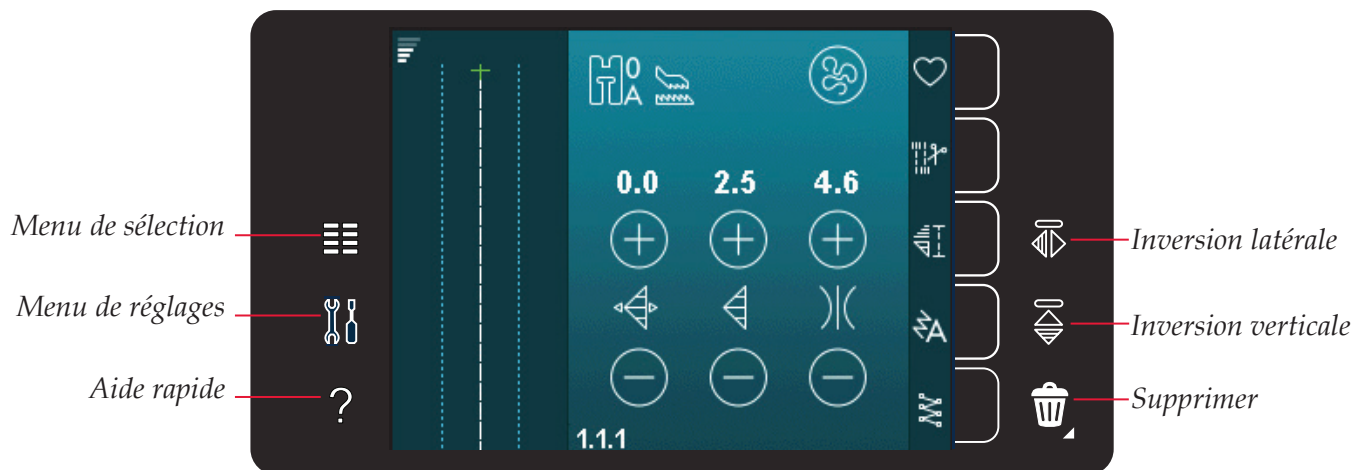 0
A
0.0 2.5 4.6
A
Menu de sélection
Menu de réglages
Aide rapide
?
1.1.1
Inversion latérale
Inversion verticale
Supprimer